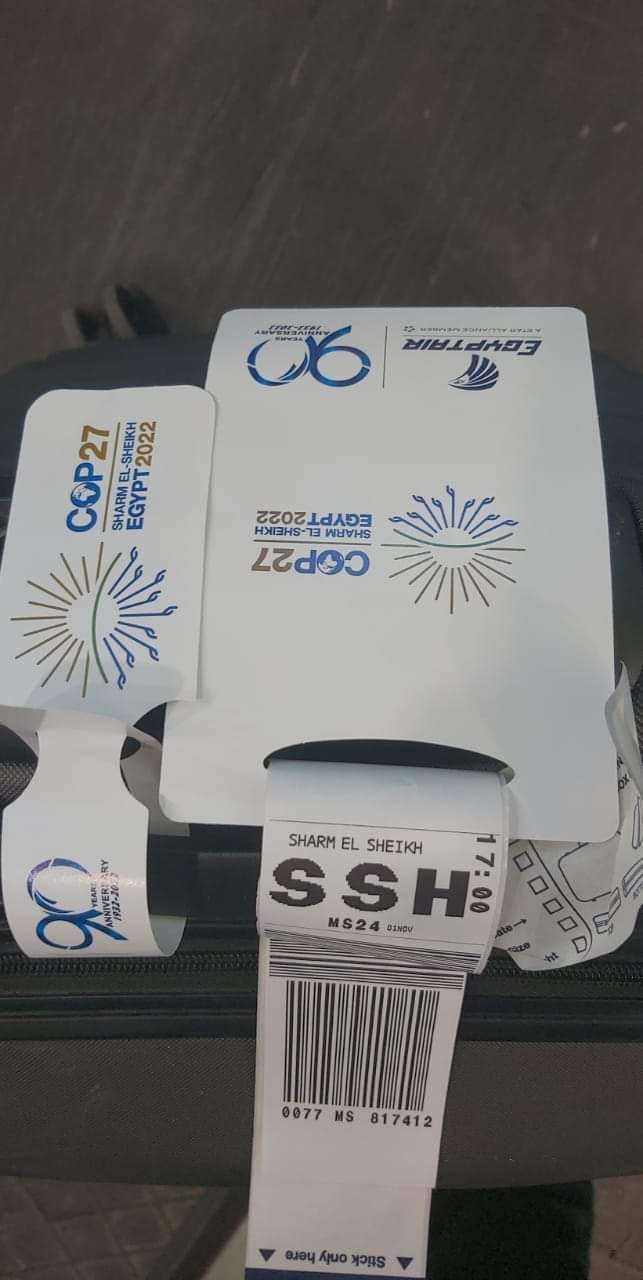 90
YEARS
ANNIVERSARY
1932-2022
EGYPTAIR
A STAR ALLIANCE MEMBER
COP27
SHARM EL-SHEIKH
EGYPT 2022
COP27
SHARM EL-SHEIKH
EGYPT 2022
90
YEARS
ANNIVERSARY
1932-2022
SHARM EL SHEIKH
SSH
17:00
MS24 01NOV
0077 MS 817412
Stick only here